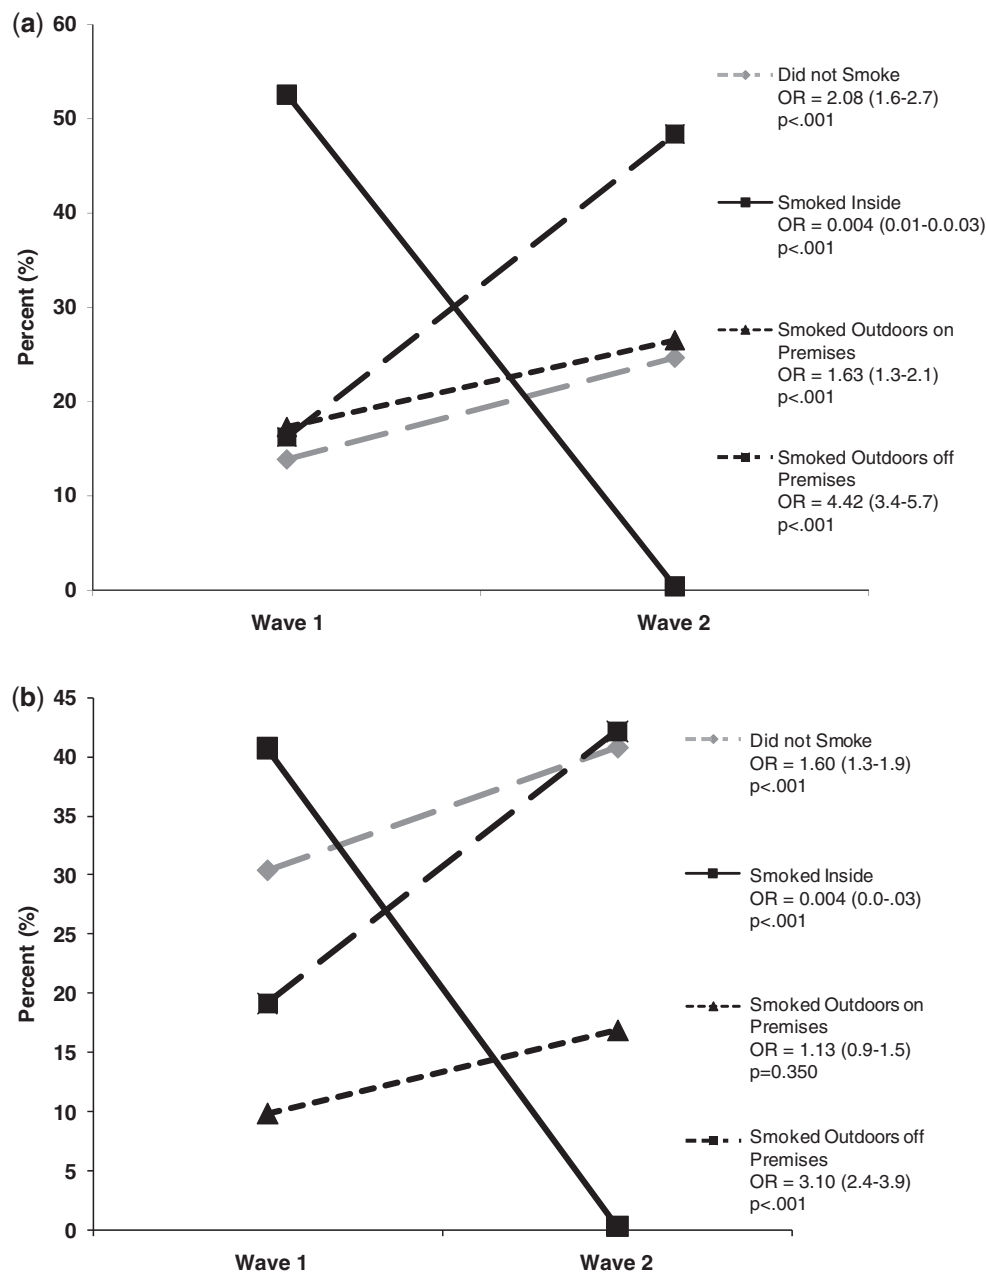 (a)
60
50
40
30
20
10
0
Percent (%)
Wave 1
Wave 2
Did not Smoke
OR = 2.08 (1.6-2.7)
p<.001
Smoked Inside
OR = 0.004 (0.01-0.0.03)
p<.001
Smoked Outdoors on
Premises
OR = 1.63 (1.3-2.1)
p<.001
Smoked Outdoors off
Premises
OR = 4.42 (3.4-5.7)
p<.001
(b)
45
40
35
30
25
20
15
10
5
0
Percent (%)
Wave 1
Wave 2
Did not Smoke
OR = 1.60 (1.3-1.9)
p<.001
Smoked Inside
OR = 0.004 (0.0-.03)
p<.001
Smoked Outdoors on
Premises
OR = 1.13 (0.9-1.5)
p=0.350
Smoked Outdoors off
Premises
OR = 3.10 (2.4-3.9)
p<.001